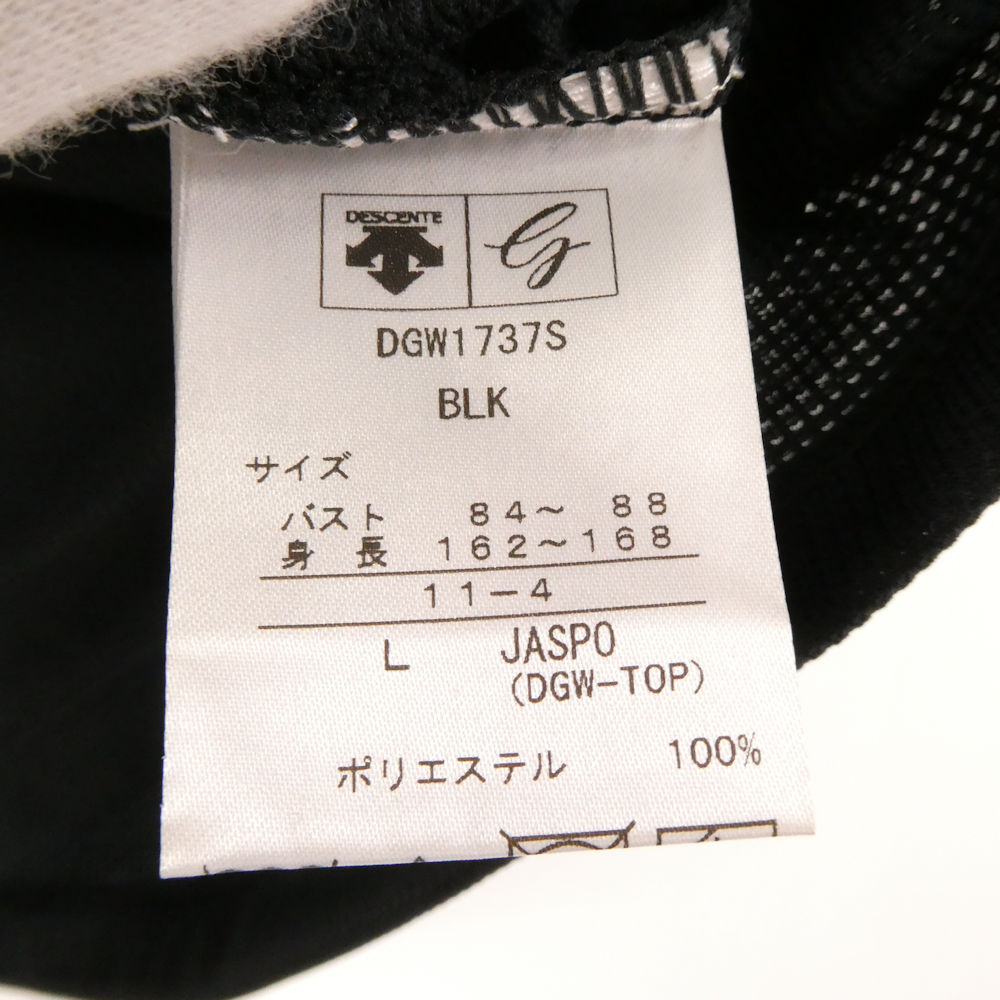 DESCENTE G
DGW1737S
BLK
サイズ
バスト 84～ 88
身 長 162～168
11－4
L JASPO
(DGW-TOP)
ポリエステル 100%